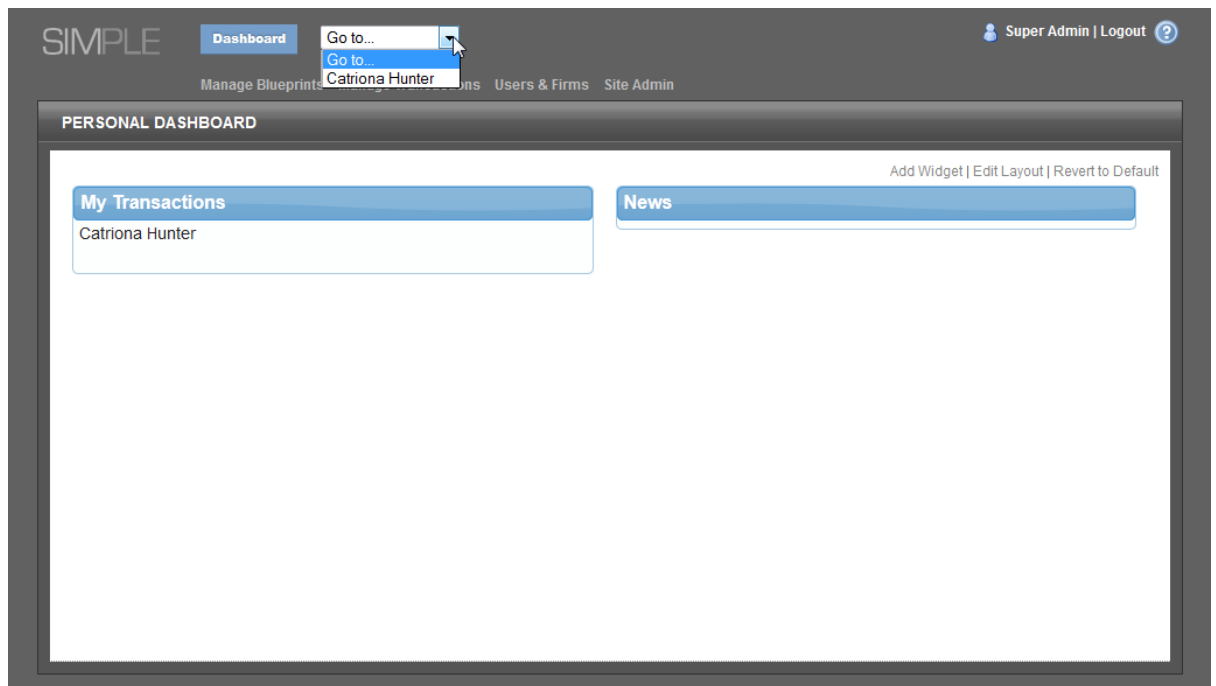 SIMPLE Dashboard Go to... Super Admin | Logout ?
Go to...
Catriona Hunter
Manage Blueprints Users & Firms Site Admin
PERSONAL DASHBOARD
Add Widget | Edit Layout | Revert to Default
My Transactions News
Catriona Hunter